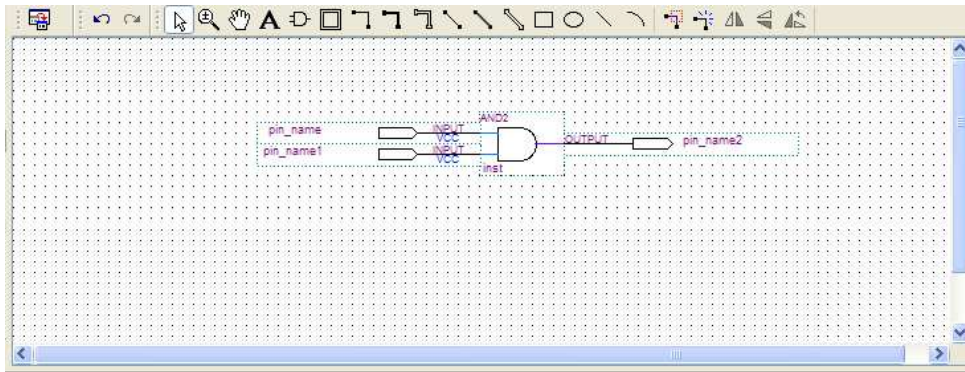 AND2
pin_name INPUT
VCC
OUTPUT pin_name2
pin_name1 INPUT
VCC
inst